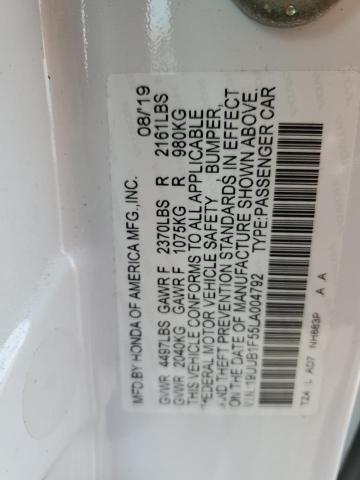 MFD. BY HONDA OF AMERICA MFG.,INC. 08/19
GVWR 4497LBS GAWR F 2370LBS R 2161LBS
GVWR 2040KG GAWR F 1075KG R 980KG
THIS VEHICLE CONFORMS TO ALL APPLICABLE
FEDERAL MOTOR VEHICLE SAFETY , BUMPER,
AND THEFT PREVENTION STANDARDS IN EFFECT
ON THE DATE OF MANUFACTURE SHOWN ABOVE.
V.I.N.:19UUB1F55LA004792 TYPE:PASSENGER CAR
TZ4 L A07 NH883P A A